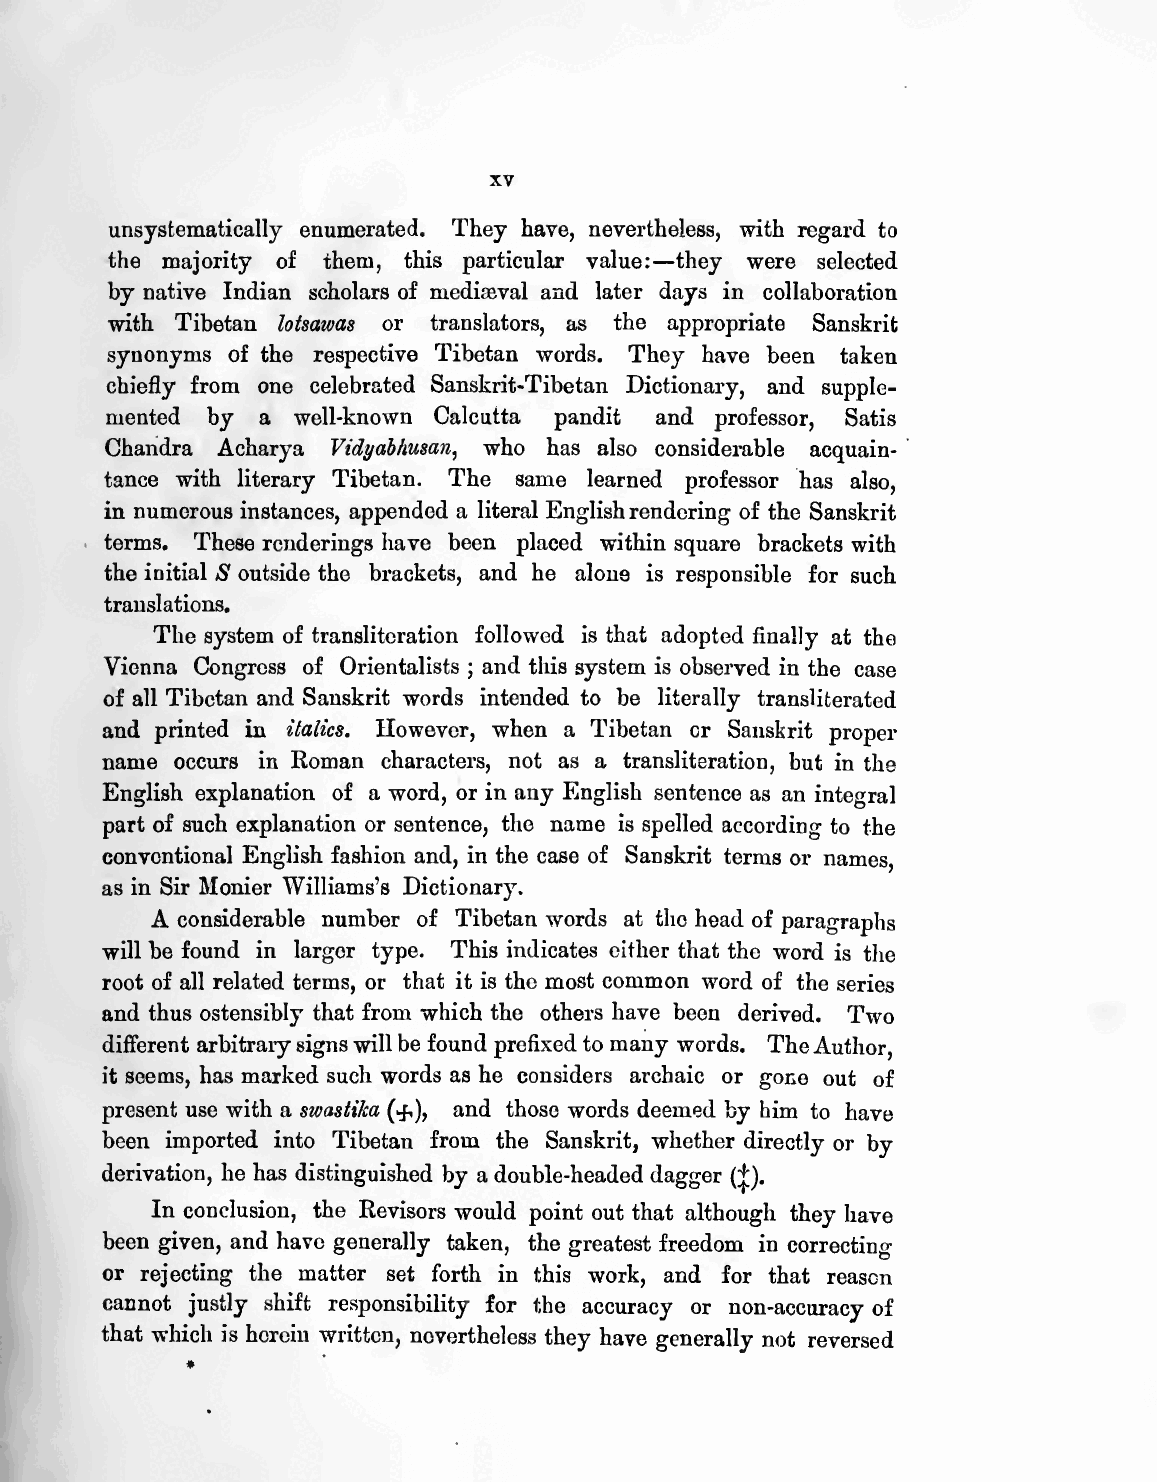 xv
unsystematically enumerated. They have, nevertheless, with regard to
the majority of them, this particular value:—they were selected
by native Indian scholars of mediæval and later days in collaboration
with Tibetan lotsawas or translators, as the appropriate Sanskrit
synonyms of the respective Tibetan words. They have been taken
chiefly from one celebrated Sanskrit-Tibetan Dictionary, and supple-
mented by a well-known Calcutta pandit and professor, Satis
Chandra Acharya Vidyabhusan, who has also considerable acquain-
tance with literary Tibetan. The same learned professor has also,
in numerous instances, appended a literal English rendering of the Sanskrit
terms. These renderings have been placed within square brackets with
the initial S outside the brackets, and he alone is responsible for such
translations.
The system of transliteration followed is that adopted finally at the
Vienna Congress of Orientalists ; and this system is observed in the case
of all Tibetan and Sanskrit words intended to be literally transliterated
and printed in italics. However, when a Tibetan or Sanskrit proper
name occurs in Roman characters, not as a transliteration, but in the
English explanation of a word, or in any English sentence as an integral
part of such explanation or sentence, the name is spelled according to the
conventional English fashion and, in the case of Sanskrit terms or names,
as in Sir Monier Williams's Dictionary.
A considerable number of Tibetan words at the head of paragraphs
will be found in larger type. This indicates either that the word is the
root of all related terms, or that it is the most common word of the series
and thus ostensibly that from which the others have been derived. Two
different arbitrary signs will be found prefixed to many words. The Author,
it seems, has marked such words as he considers archaic or gone out of
present use with a swastika (卐), and those words deemed by him to have
been imported into Tibetan from the Sanskrit, whether directly or by
derivation, he has distinguished by a double-headed dagger (‡).
In conclusion, the Revisors would point out that although they have
been given, and have generally taken, the greatest freedom in correcting
or rejecting the matter set forth in this work, and for that reason
cannot justly shift responsibility for the accuracy or non-accuracy of
that which is herein written, nevertheless they have generally not reversed